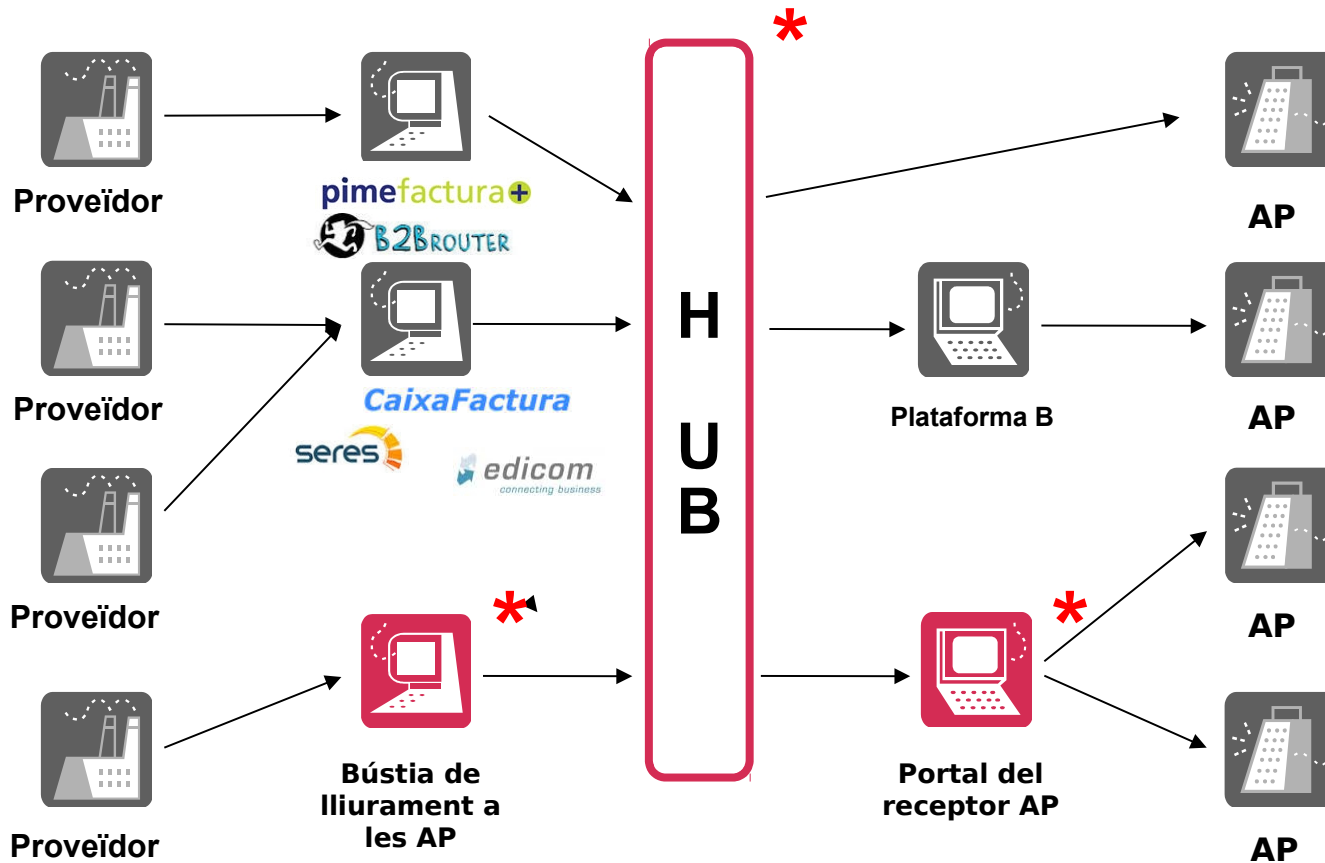 *
Proveïdor
pimefactura+
B2BROUTER
AP
H
U
B
Proveïdor
CaixaFactura
seres
edicom
connecting business
Plataforma B
AP
Proveïdor
*
*
AP
Proveïdor
Bústia de
lliurament a
les AP
Portal del
receptor AP
AP